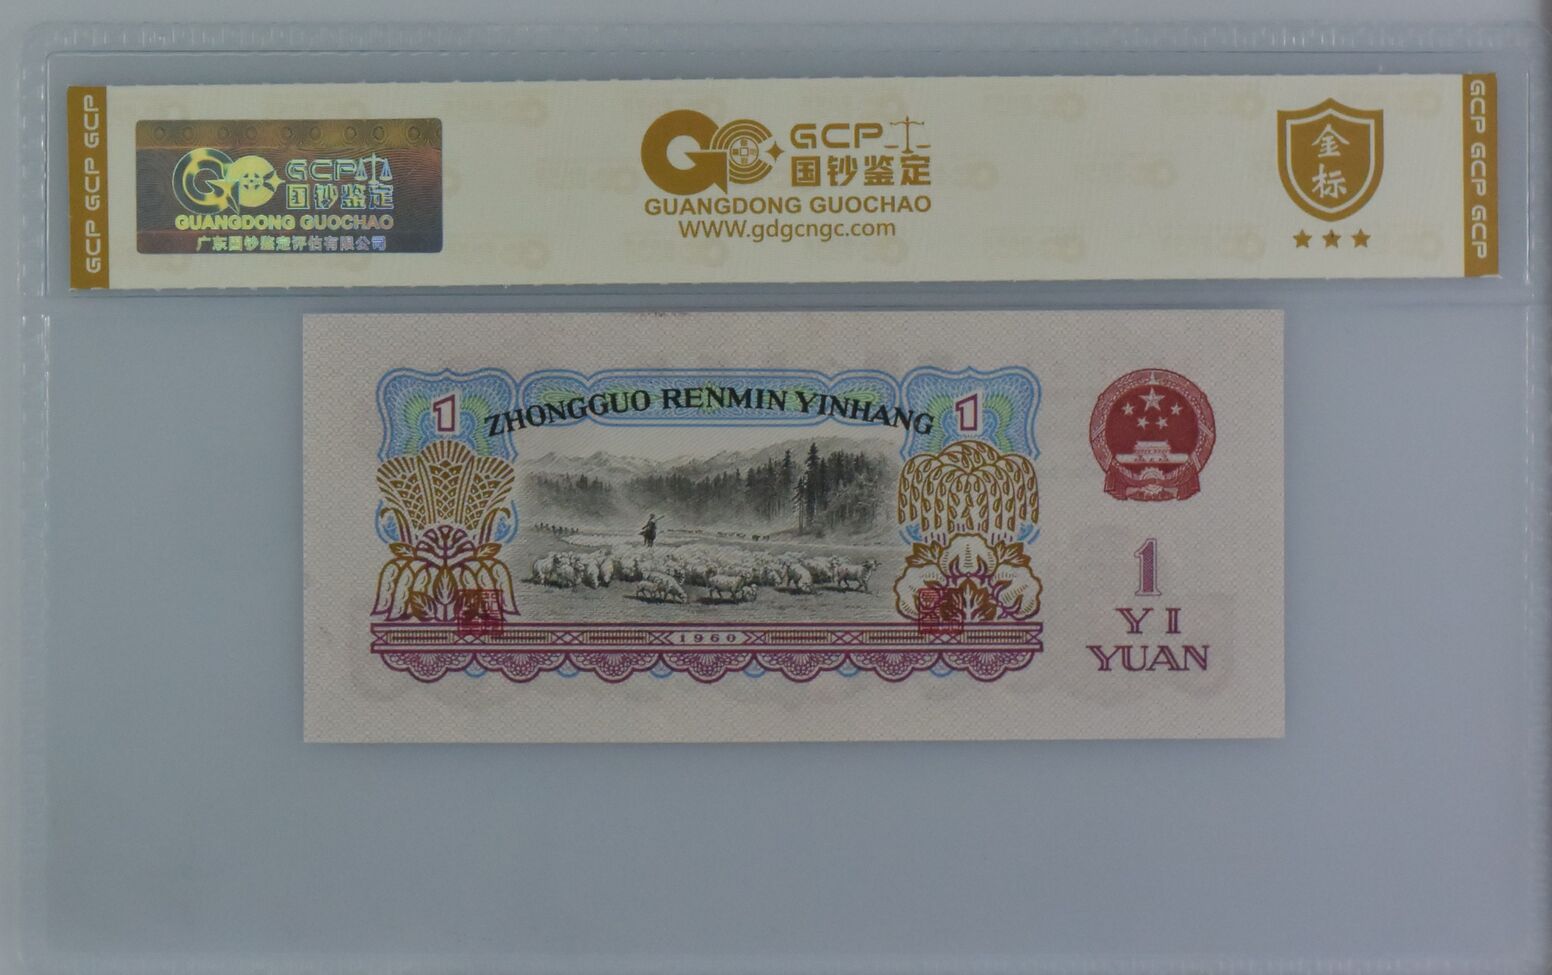 GCP GCP GCP
GCP
国钞鉴定
GUANGDONG GUOCHAO
广东国钞鉴定评估有限公司
GCP
国钞鉴定
GUANGDONG GUOCHAO
WWW.gdgcngc.com
金
标
GCP GCP GCP
ZHONGGUO RENMIN YINHANG
1
1
1960
1
YI
YUAN